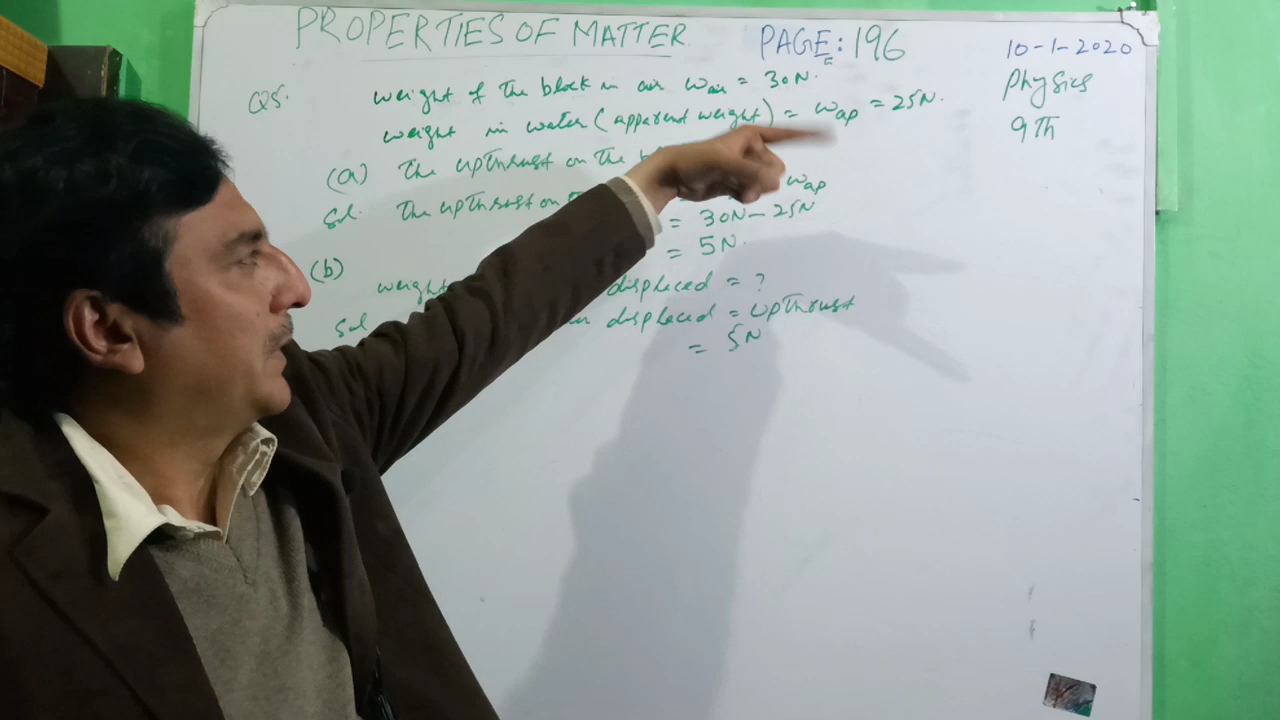 PROPERTIES OF MATTER PAGE: 196
10-1-2020
Physics
9Th
Q5. weight of the block in air Wair = 30N.
weight in water (apparent weight) = Wap = 25N.
(a) The upThrust on the
Sol. The upThrust on Wap
= 30N - 25N
= 5N.
(b)
weight displaced = ?
Sol displaced = upThrust
= 5N